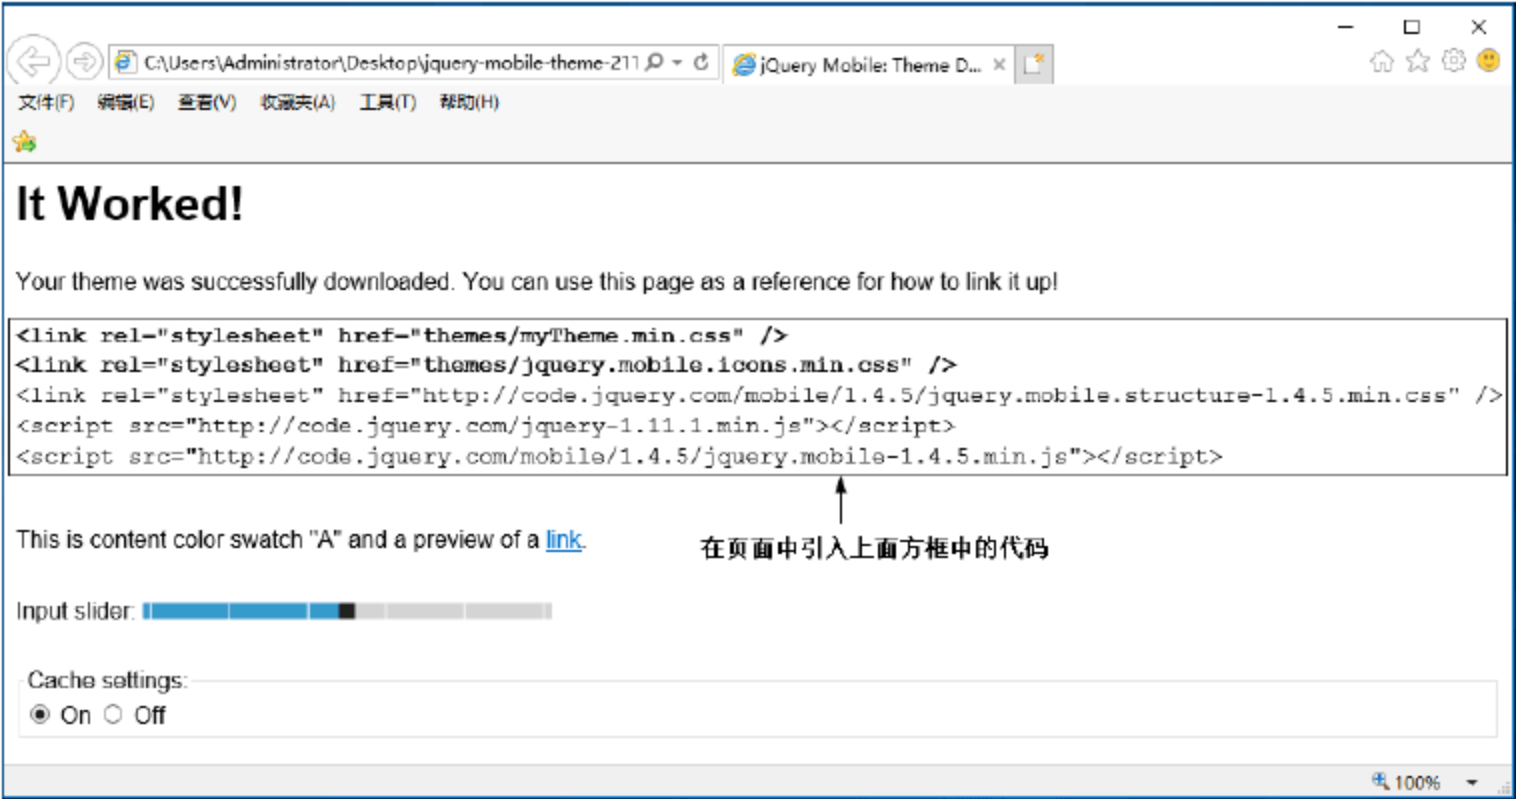 C:\Users\Administrator\Desktop\jquery-mobile-theme-211
jQuery Mobile: Theme D...
文件(F) 编辑(E) 查看(V) 收藏夹(A) 工具(T) 帮助(H)
It Worked!
Your theme was successfully downloaded. You can use this page as a reference for how to link it up!
<link rel="stylesheet" href="themes/myTheme.min.css" />
<link rel="stylesheet" href="themes/jquery.mobile.icons.min.css" />
<link rel="stylesheet" href="http://code.jquery.com/mobile/1.4.5/jquery.mobile.structure-1.4.5.min.css" />
<script src="http://code.jquery.com/jquery-1.11.1.min.js"></script>
<script src="http://code.jquery.com/mobile/1.4.5/jquery.mobile-1.4.5.min.js"></script>
This is content color swatch "A" and a preview of a link.
在页面中引入上面方框中的代码
Input slider:
Cache settings:
On Off
100%